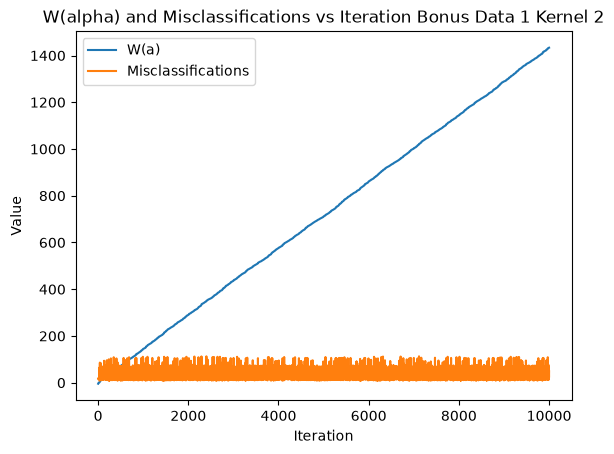 W(alpha) and Misclassifications vs Iteration Bonus Data 1 Kernel 2
W(a)
Misclassifications
1400
1200
1000
800
600
400
200
0
Value
0 2000 4000 6000 8000 10000
Iteration